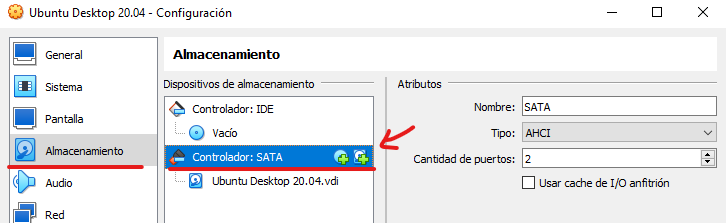 Ubuntu Desktop 20.04 - Configuración
General
Sistema
Pantalla
Almacenamiento
Audio
Red
Almacenamiento
Dispositivos de almacenamiento
Controlador: IDE
Vacío
Controlador: SATA
Ubuntu Desktop 20.04.vdi
Atributos
Nombre: SATA
Tipo: AHCI
Cantidad de puertos: 2
Usar cache de I/O anfitrión